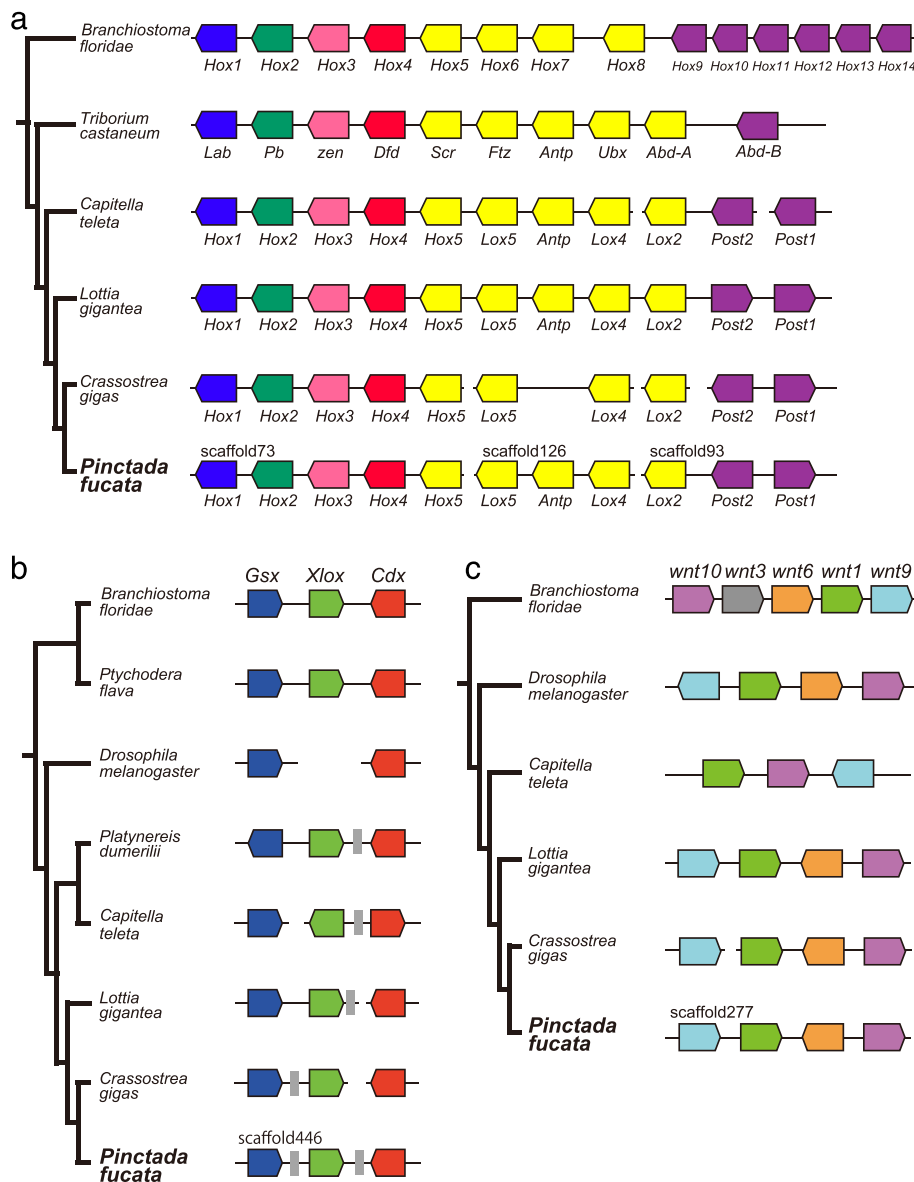 a
Branchiostoma
floridae
Hox1 Hox2 Hox3 Hox4 Hox5 Hox6 Hox7 Hox8 Hox9 Hox10 Hox11 Hox12 Hox13 Hox14
Triborium
castaneum
Lab Pb zen Dfd Scr Ftz Antp Ubx Abd-A Abd-B
Capitella
teleta
Hox1 Hox2 Hox3 Hox4 Hox5 Lox5 Antp Lox4 Lox2 Post2 Post1
Lottia
gigantea
Hox1 Hox2 Hox3 Hox4 Hox5 Lox5 Antp Lox4 Lox2 Post2 Post1
Crassostrea
gigas
Hox1 Hox2 Hox3 Hox4 Hox5 Lox5 Lox4 Lox2 Post2 Post1
scaffold73 scaffold126 scaffold93
Pinctada
fucata
Hox1 Hox2 Hox3 Hox4 Hox5 Lox5 Antp Lox4 Lox2 Post2 Post1
b
Gsx Xlox Cdx
Branchiostoma
floridae
Ptychodera
flava
Drosophila
melanogaster
Platynereis
dumerilii
Capitella
teleta
Lottia
gigantea
Crassostrea
gigas
scaffold446
Pinctada
fucata
c
wnt10 wnt3 wnt6 wnt1 wnt9
Branchiostoma
floridae
Drosophila
melanogaster
Capitella
teleta
Lottia
gigantea
Crassostrea
gigas
scaffold277
Pinctada
fucata